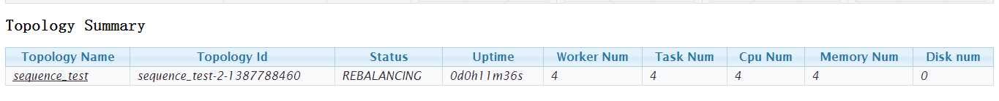 Topology Summary
Topology Name Topology Id Status Uptime Worker Num Task Num Cpu Num Memory Num Disk num
sequence_test sequence_test-2-1387788460 REBALANCING 0d0h11m36s 4 4 4 4 0